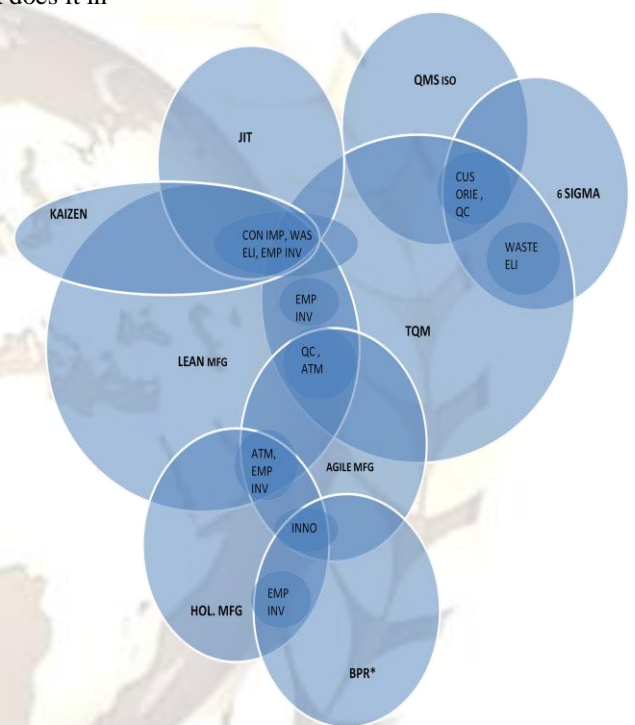 does it in
QMS ISO
JIT
CUS
ORIE ,
QC
6 SIGMA
KAIZEN
CON IMP, WAS
ELI, EMP INV
WASTE
ELI
EMP
INV
TQM
LEAN MFG
QC ,
ATM
ATM,
EMP
INV
AGILE MFG
INNO
EMP
INV
HOL. MFG
BPR*